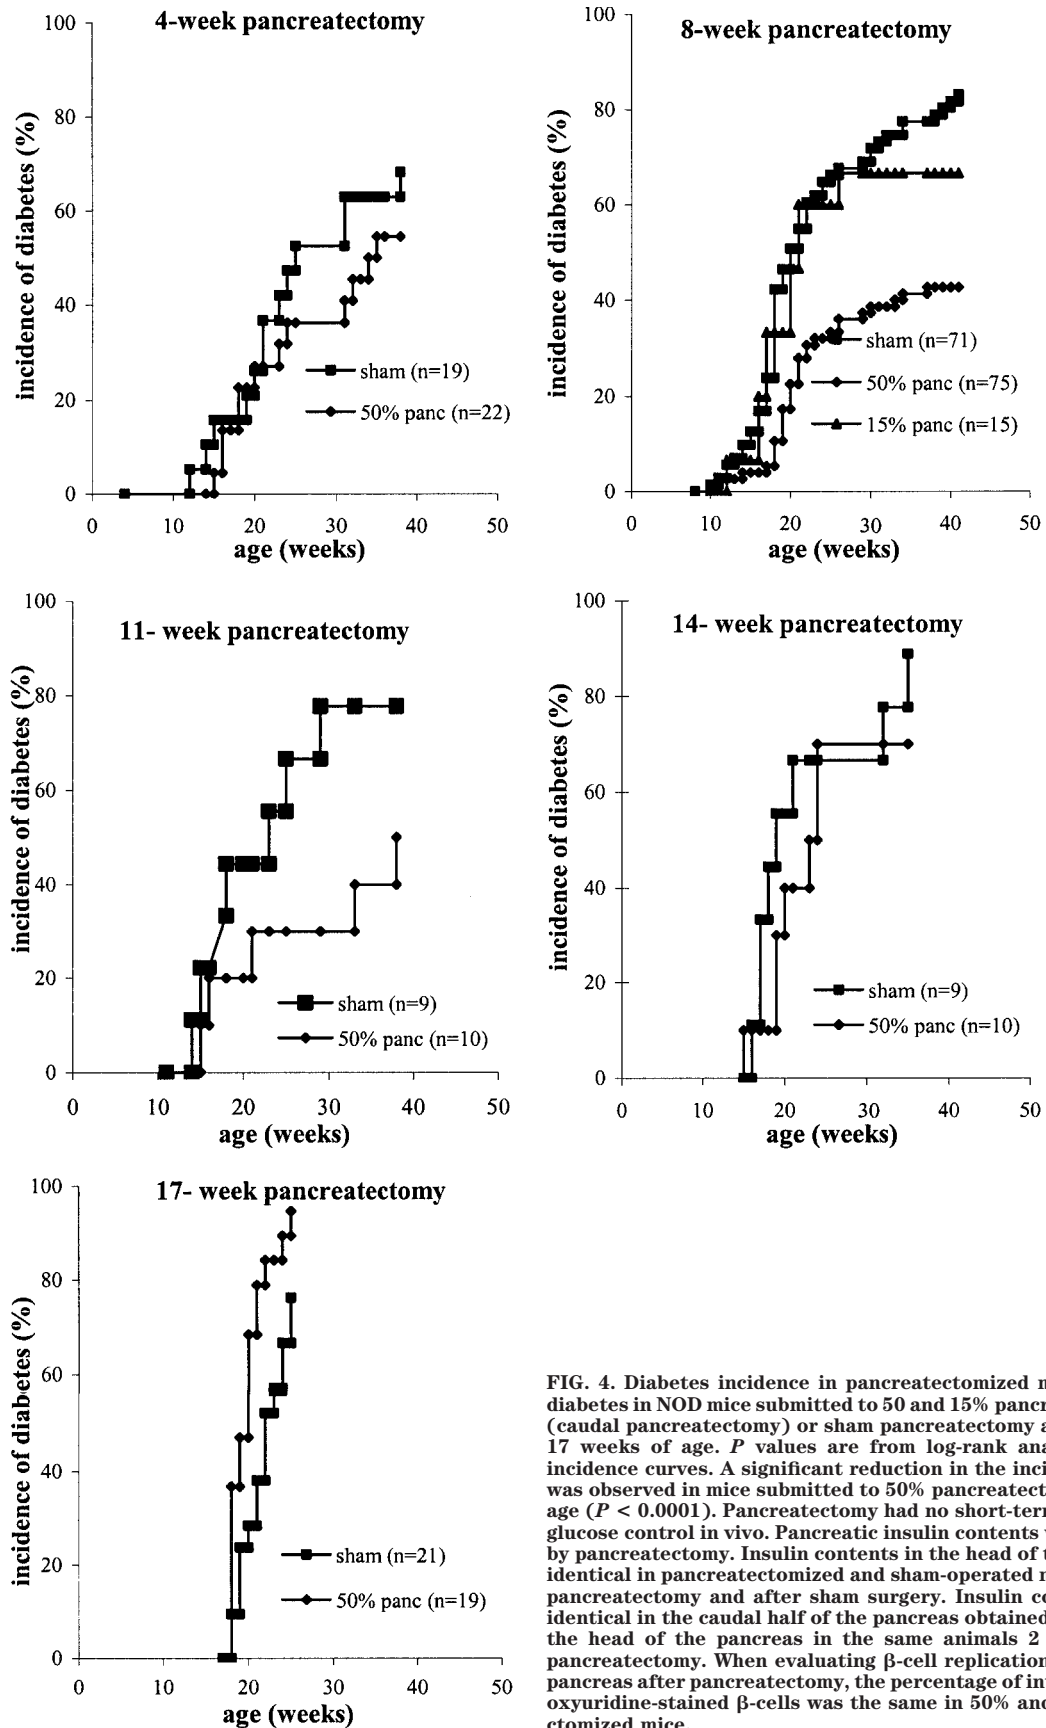 4-week pancreatectomy
incidence of diabetes (%)
100
80
60
40
20
0
sham (n=19)
50% panc (n=22)
0 10 20 30 40 50
age (weeks)
8-week pancreatectomy
incidence of diabetes (%)
100
80
60
40
20
0
sham (n=71)
50% panc (n=75)
15% panc (n=15)
0 10 20 30 40 50
age (weeks)
11- week pancreatectomy
incidence of diabetes (%)
100
80
60
40
20
0
sham (n=9)
50% panc (n=10)
0 10 20 30 40 50
age (weeks)
14- week pancreatectomy
incidence of diabetes (%)
100
80
60
40
20
0
sham (n=9)
50% panc (n=10)
0 10 20 30 40 50
age (weeks)
17- week pancreatectomy
incidence of diabetes (%)
100
80
60
40
20
0
sham (n=21)
50% panc (n=19)
0 10 20 30 40 50
age (weeks)
FIG. 4. Diabetes incidence in pancreatectomized
diabetes in NOD mice submitted to 50 and 15%
(caudal pancreatectomy) or sham pancreatectomy
17 weeks of age. P values are from log-rank
incidence curves. A significant reduction in the
was observed in mice submitted to 50%
age (P < 0.0001). Pancreatectomy had no
glucose control in vivo. Pancreatic insulin contents
by pancreatectomy. Insulin contents in the head of
identical in pancreatectomized and sham-operated
pancreatectomy and after sham surgery. Insulin
identical in the caudal half of the pancreas obtained
the head of the pancreas in the same animals 2
pancreatectomy. When evaluating β-cell replication
pancreas after pancreatectomy, the percentage of
oxyuridine-stained β-cells was the same in 50% and
ctomized mice.